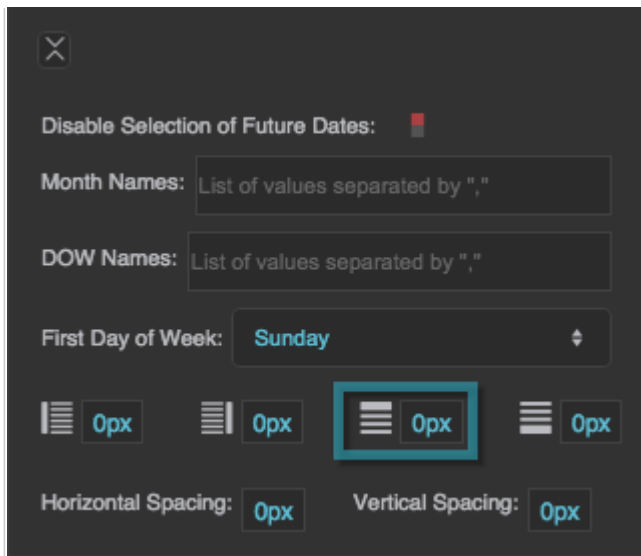 Disable Selection of Future Dates:
Month Names: List of values separated by ","
DOW Names: List of values separated by ","
First Day of Week: Sunday
0px 0px 0px 0px
Horizontal Spacing: 0px Vertical Spacing: 0px